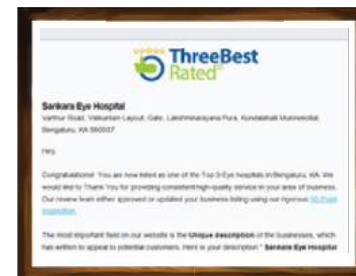 ThreeBest
Rated®
Sankara Eye Hospital
Varthur Road, Vaikuntam Layout, Gate, Lakshminarayana Pura, Kundalahalli Munnekollal,
Bengaluru, KA 560037
Hey,
Congratulations! You are now listed as one of the Top 3 Eye hospitals in Bengaluru, KA. We
would like to Thank You for providing consistent high-quality service in your area of business.
Our review team either approved or updated your business listing using our rigorous 50-Point
Inspection.
The most important field on our website is the Unique description of the businesses, which
has written to appeal to potential customers. Here is your description " Sankara Eye Hospital